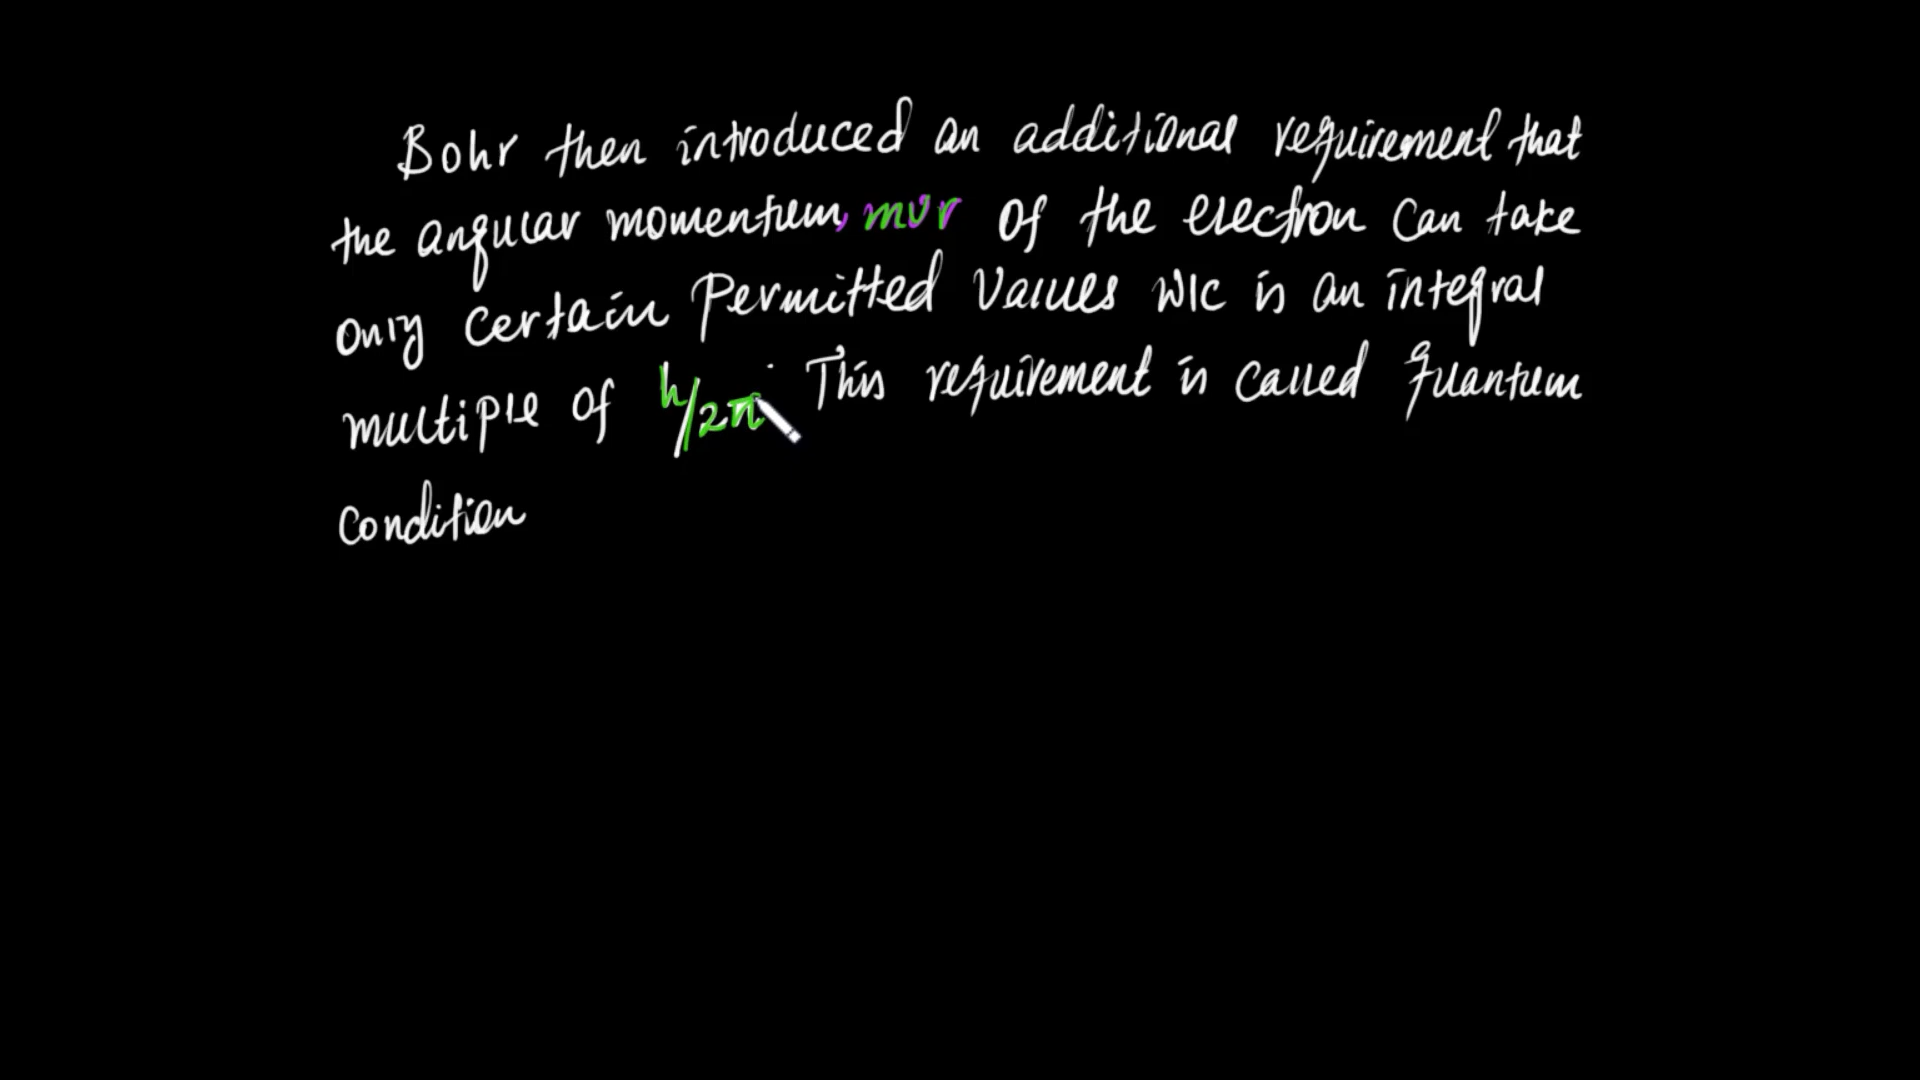 Bohr then introduced an additional requirement that
the angular momentum, mvr of the electron can take
only certain permitted values w/c is an integral
multiple of h/2π. This requirement is called quantum
condition